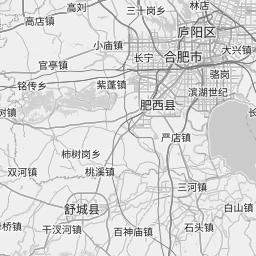 高刘
林店
三十岗乡
庐阳区
高店镇
小庙镇
大兴镇
长宁
合肥市
官亭镇
骆岗
铭传乡
紫蓬镇
滨湖世纪
肥西县
严店镇
柿树岗乡
双河镇
桃溪镇
三河镇
舒城县
白山镇
干汊河镇
百神庙镇
石头镇